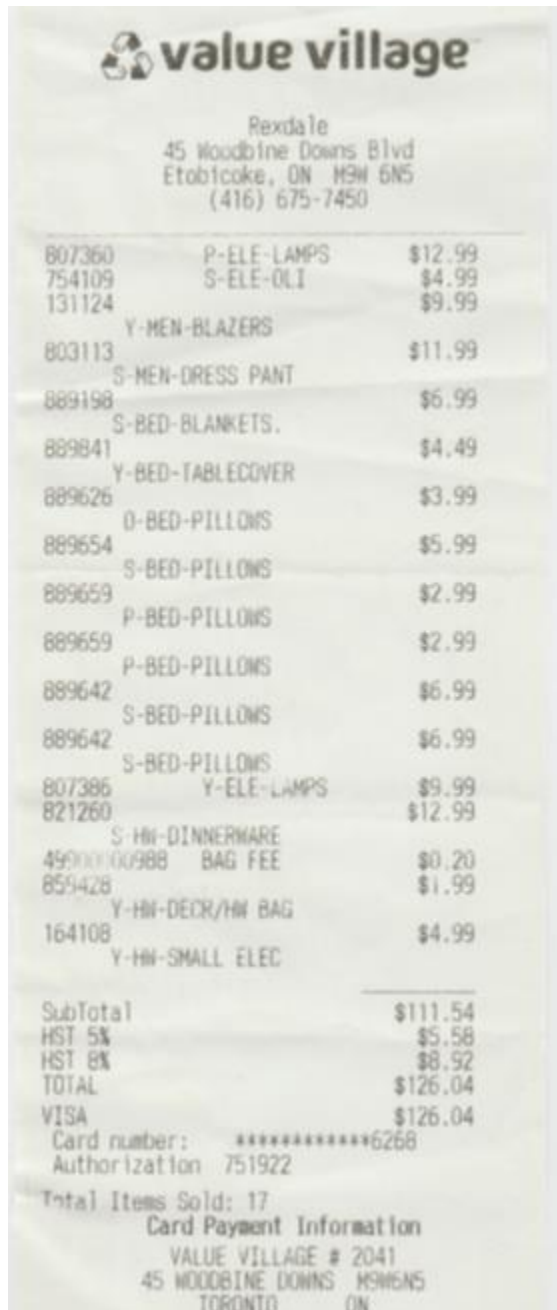 value village
Rexdale
45 Woodbine Downs Blvd
Etobicoke, ON M9W 6N5
(416) 675-7450
807360 P-ELE-LAMPS $12.99
754109 S-ELE-OLI $4.99
131124 $9.99
Y-MEN-BLAZERS
803113 $11.99
S-MEN-DRESS PANT
889198 $6.99
S-BED-BLANKETS.
889841 $4.49
Y-BED-TABLECOVER
889626 $3.99
O-BED-PILLOWS
889654 $5.99
S-BED-PILLOWS
889659 $2.99
P-BED-PILLOWS
889659 $2.99
P-BED-PILLOWS
889642 $6.99
S-BED-PILLOWS
889642 $6.99
S-BED-PILLOWS
807386 Y-ELE-LAMPS $9.99
821260 $12.99
S-HW-DINNERWARE
BAG FEE $0.20
859428 $1.99
Y-HW-DECR/HW BAG
164108 $4.99
Y-HW-SMALL ELEC
SubTotal $111.54
HST 5% $5.58
HST 8% $8.92
TOTAL $126.04
VISA $126.04
Card number: ************6268
Authorization 751922
Total Items Sold: 17
Card Payment Information
VALUE VILLAGE # 2041
45 WOODBINE DOWNS M9W6N5
TORONTO ON